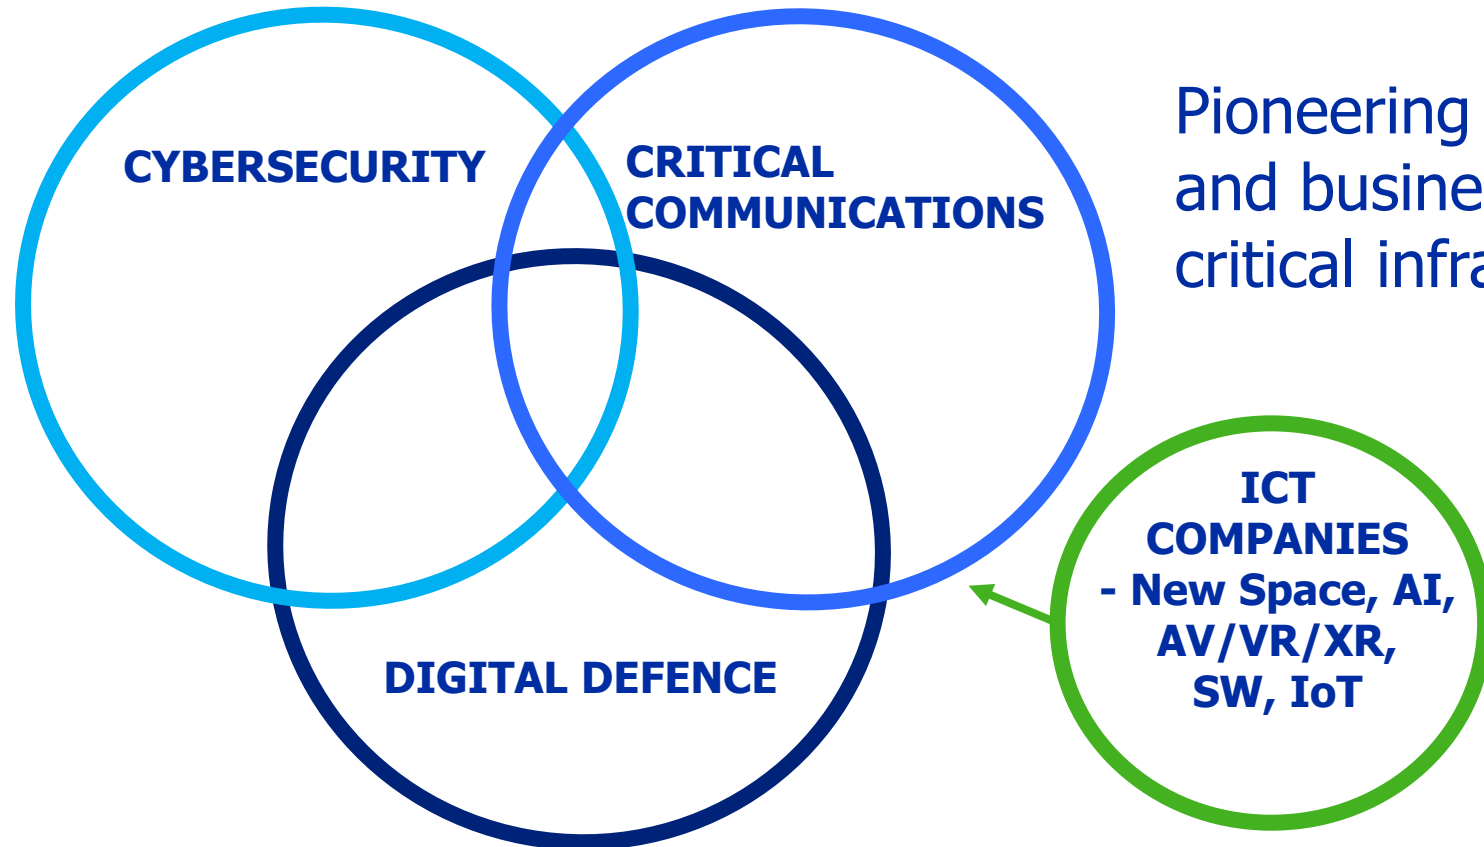 CYBERSECURITY
CRITICAL
COMMUNICATIONS
DIGITAL DEFENCE
Pioneering
and busine
critical infra
ICT
COMPANIES
- New Space, AI,
AV/VR/XR,
SW, IoT